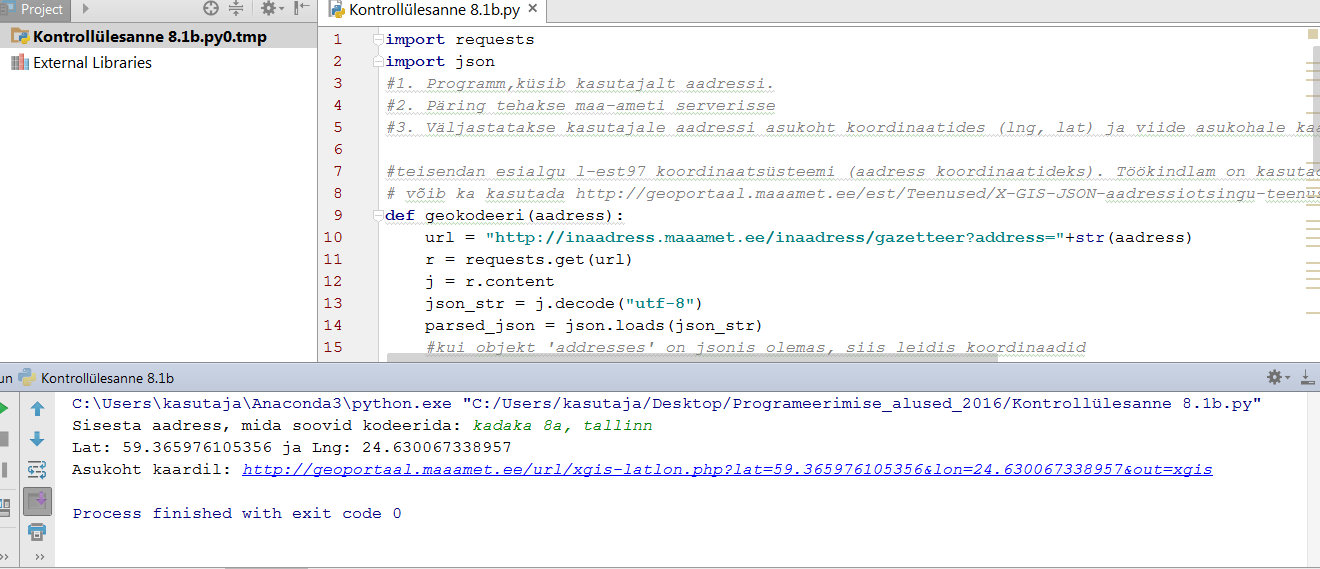 Project
Kontrollülesanne 8.1b.py
Kontrollülesanne 8.1b.py0.tmp
External Libraries
1 import requests
2 import json
3 #1. Programm,küsib kasutajalt aadressi.
4 #2. Päring tehakse maa-ameti serverisse
5 #3. Väljastatakse kasutajale aadressi asukoht koordinaatides (lng, lat) ja viide asukohale
6
7 #teisendan esialgu l-est97 koordinaatsüsteemi (aadress koordinaatideks). Töökindlam on
8 # võib ka kasutada http://geoportaal.maaamet.ee/est/Teenused/X-GIS-JSON-aadressiotsingu-teenus
9 def geokodeeri(aadress):
10 url = "http://inaadress.maaamet.ee/inaadress/gazetteer?address="+str(aadress)
11 r = requests.get(url)
12 j = r.content
13 json_str = j.decode("utf-8")
14 parsed_json = json.loads(json_str)
15 #kui objekt 'addresses' on jsonis olemas, siis leidis koordinaadid
un Kontrollülesanne 8.1b
C:\Users\kasutaja\Anaconda3\python.exe "C:/Users/kasutaja/Desktop/Programeerimise_alused_2016/Kontrollülesanne 8.1b.py"
Sisesta aadress, mida soovid kodeerida: kadaka 8a, tallinn
Lat: 59.365976105356 ja Lng: 24.630067338957
Asukoht kaardil: http://geoportaal.maaamet.ee/url/xgis-latlon.php?lat=59.365976105356&lon=24.630067338957&out=xgis
Process finished with exit code 0